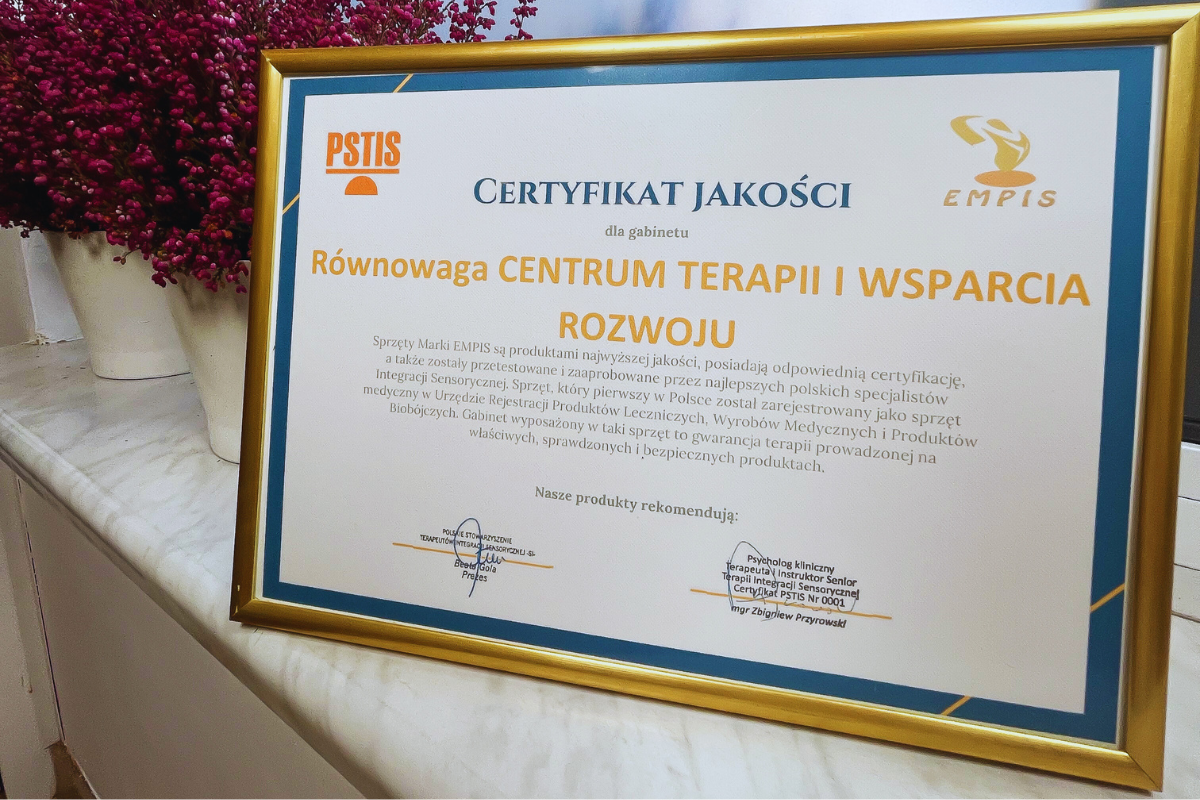 PSTIS
EMPIS
CERTYFIKAT JAKOŚCI
dla gabinetu
Równowaga CENTRUM TERAPII I WSPARCIA
ROZWOJU
Sprzęty Marki EMPIS są produktami najwyższej jakości, posiadają odpowiednią certyfikację,
a także zostały przetestowane i zaaprobowane przez najlepszych polskich specjalistów
Integracji Sensorycznej. Sprzęt, który pierwszy w Polsce został zarejestrowany jako sprzęt
medyczny w Urzędzie Rejestracji Produktów Leczniczych, Wyrobów Medycznych i Produktów
Biobójczych. Gabinet wyposażony w taki sprzęt to gwarancja terapii prowadzonej na
właściwych, sprawdzonych i bezpiecznych produktach.
Nasze produkty rekomendują:
POLSKIE STOWARZYSZENIE
TERAPEUTÓW INTEGRACJI SENSORYCZNEJ -SI-
Beata Gola
Prezes
Psycholog kliniczny
Terapeuta i Instruktor Senior
Terapii Integracji Sensorycznej
Certyfikat PSTIS Nr 0001
mgr Zbigniew Przyrowski